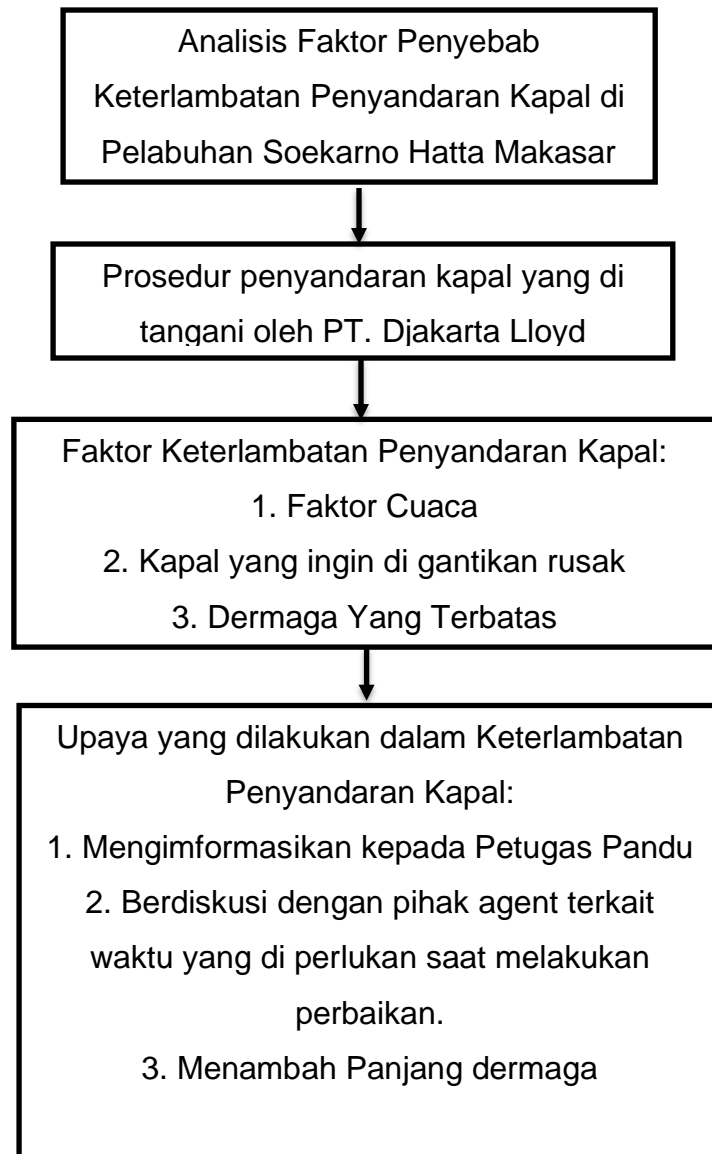 Analisis Faktor Penyebab
Keterlambatan Penyandaran Kapal di
Pelabuhan Soekarno Hatta Makasar
Prosedur penyandaran kapal yang di
tangani oleh PT. Djakarta Lloyd
Faktor Keterlambatan Penyandaran Kapal:
1. Faktor Cuaca
2. Kapal yang ingin di gantikan rusak
3. Dermaga Yang Terbatas
Upaya yang dilakukan dalam Keterlambatan
Penyandaran Kapal:
1. Mengimformasikan kepada Petugas Pandu
2. Berdiskusi dengan pihak agent terkait
waktu yang di perlukan saat melakukan
perbaikan.
3. Menambah Panjang dermaga